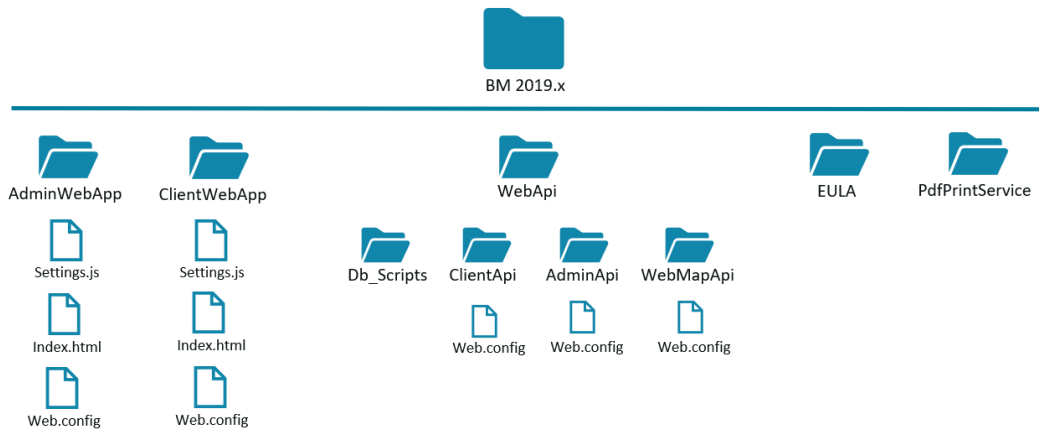 BM 2019.x
AdminWebApp
ClientWebApp
WebApi
EULA
PdfPrintService
Settings.js
Settings.js
Db_Scripts
ClientApi
AdminApi
WebMapApi
Index.html
Index.html
Web.config
Web.config
Web.config
Web.config
Web.config